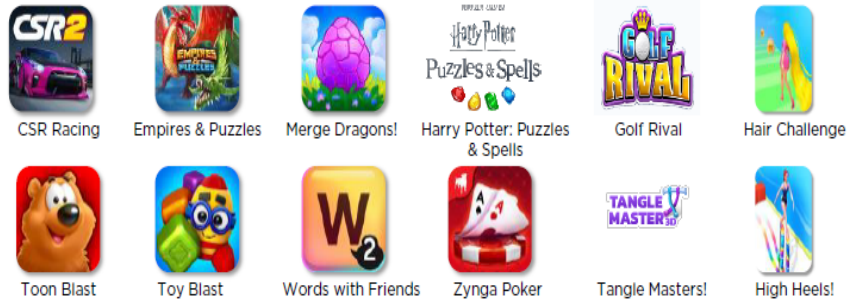 CSR2
CSR Racing
EMPIRES & PUZZLES
Empires & Puzzles
Merge Dragons!
Harry Potter
Puzzles & Spells
Harry Potter: Puzzles
& Spells
GOLF
RIVAL
Golf Rival
Hair Challenge
Toon Blast
Toy Blast
W
2
Words with Friends
A
A
Zynga Poker
TANGLE
MASTER 3D
Tangle Masters!
High Heels!